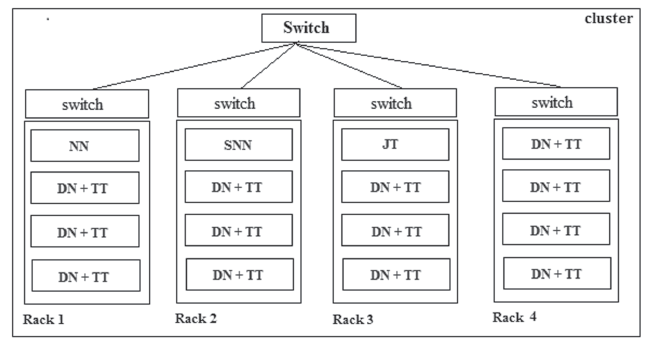 cluster
Switch
switch
switch
switch
switch
NN
SNN
JT
DN + TT
DN + TT
DN + TT
DN + TT
DN + TT
DN + TT
DN + TT
DN + TT
DN + TT
DN + TT
DN + TT
DN + TT
DN + TT
Rack 1
Rack 2
Rack 3
Rack 4